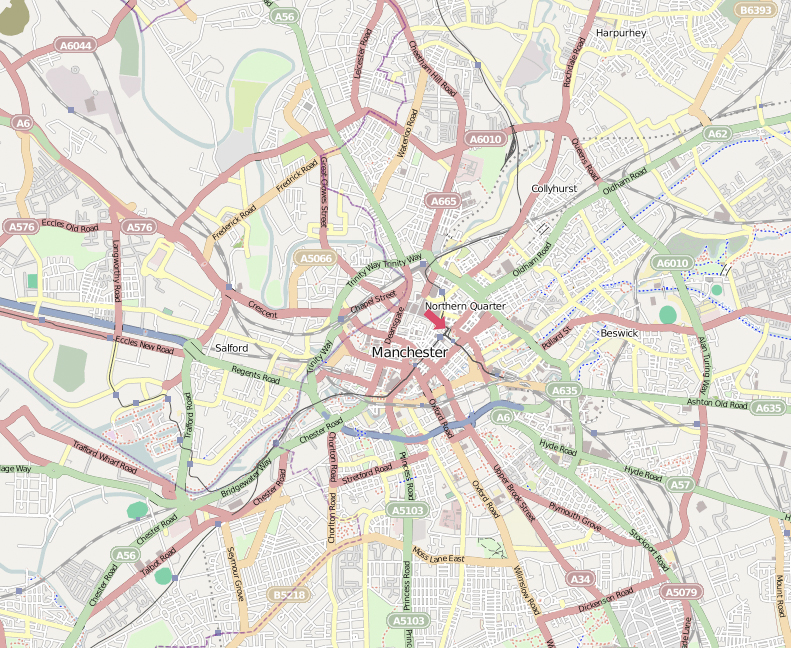 A56
B6393
A6044
Harpurhey
Leicester Road
Cheetham Hill Road
Rochdale Road
A6
Waterloo Road
A6010
A62
Queens Road
Frederick Road
Great Clowes Street
Oldham Road
Collyhurst
A665
Frederick Road
A576
Eccles Old Road
A576
A5066
Trinity Way
Trinity Way
Oldham Road
A6010
Langworthy Road
Crescent
Chapel Street
Deansgate
Northern Quarter
Pollard St
Beswick
Eccles New Road
Salford
Trinity Way
Manchester
Alan Turing Way
Regents Road
A635
Ashton Old Road
A635
Trafford Road
Chester Road
Oxford Road
A6
Hyde Road
Trafford Wharf Road
Bridgewater Way
Chorlton Road
Stretford Road
Princess Road
Upper Brook Street
Hyde Road
A57
lage Way
Chester Road
Oxford Road
Plymouth Grove
Chester Road
Chorlton Road
A5103
Stockport Road
A56
Talbot Road
Seymour Grove
Moss Lane East
Wilmslow Road
A34
Chester Road
B5218
Princess Road
Dickenson Road
A5079
Mount Road
A5103